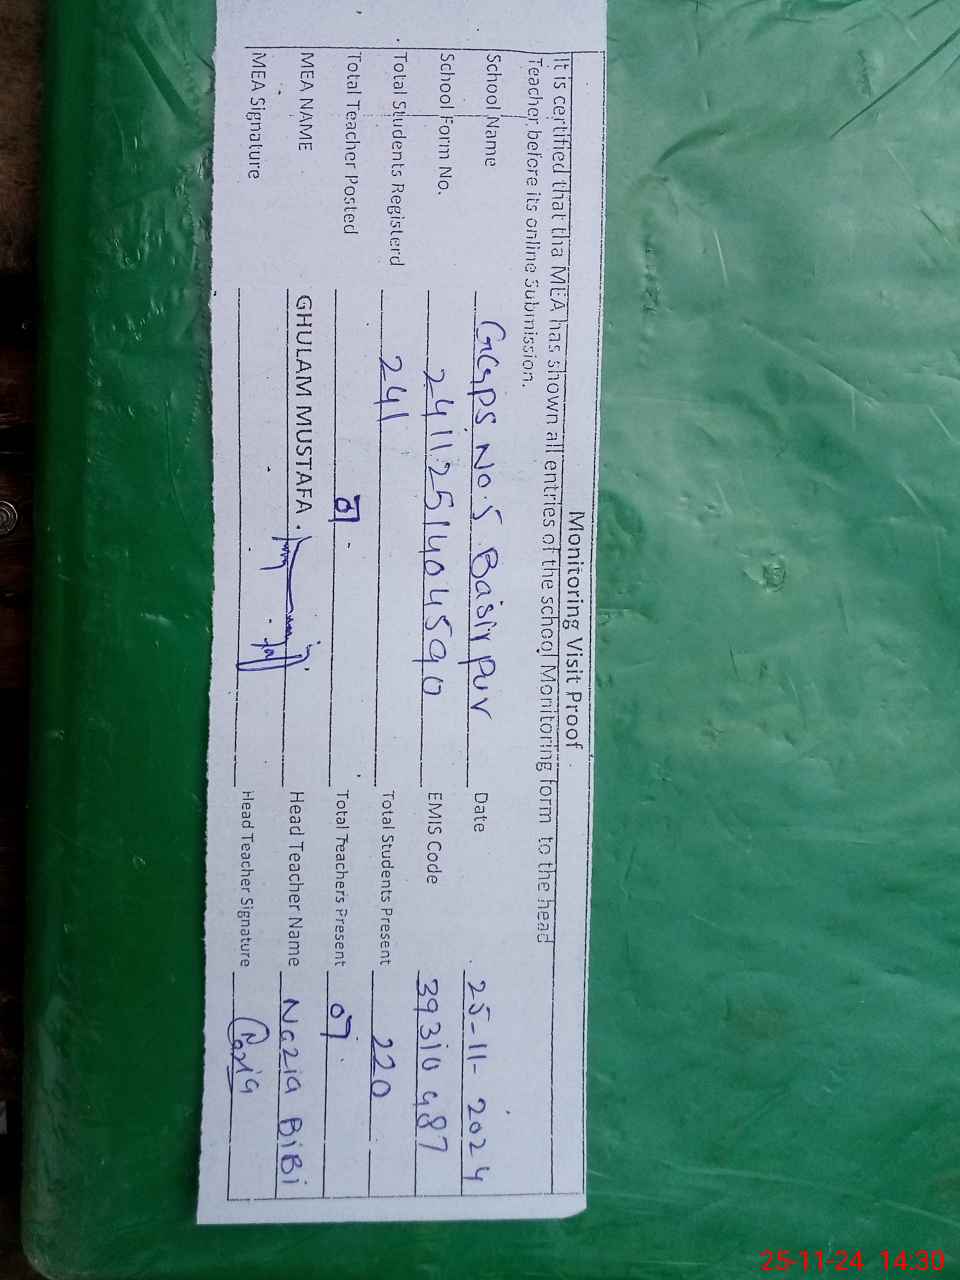 Monitoring Visit Proof
It is certified that tha MEA has shown all entries of the school Monitoring form to the head
Teacher before its online submission.
School Name GGPS No.5 Basir pur Date 25-11-2024
School Form No. 2411251404590 EMIS Code 39310487
Total Students Registerd 241 Total Students Present 220
Total Teacher Posted 07 Total Teachers Present 07
MEA NAME GHULAM MUSTAFA Head Teacher Name Nazia BiBi
MEA Signature Head Teacher Signature Nazia
25-11-24 14:30